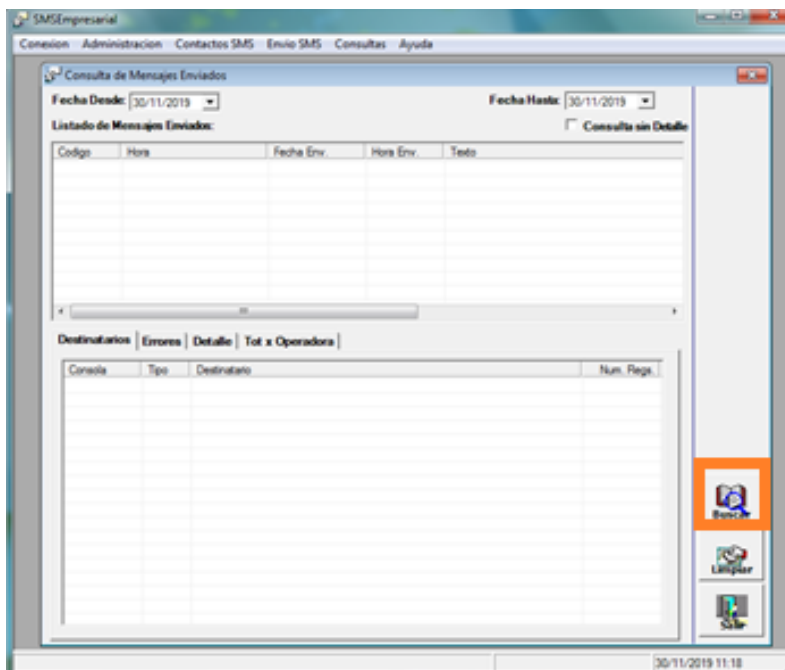 SMSEmpresarial
Conexion Administracion Contactos SMS Envio SMS Consultas Ayuda
Consulta de Mensajes Enviados
Fecha Desde: 30/11/2019 Fecha Hasta: 30/11/2019
Listado de Mensajes Enviados: Consulta sin Detalle
Codigo Hora Fecha Env. Hora Env. Texto
Destinatarios Errores Detalle Tot x Operadora
Consola Tipo Destinatario Num. Regs.
Buscar
Limpiar
Salir
30/11/2019 11:18